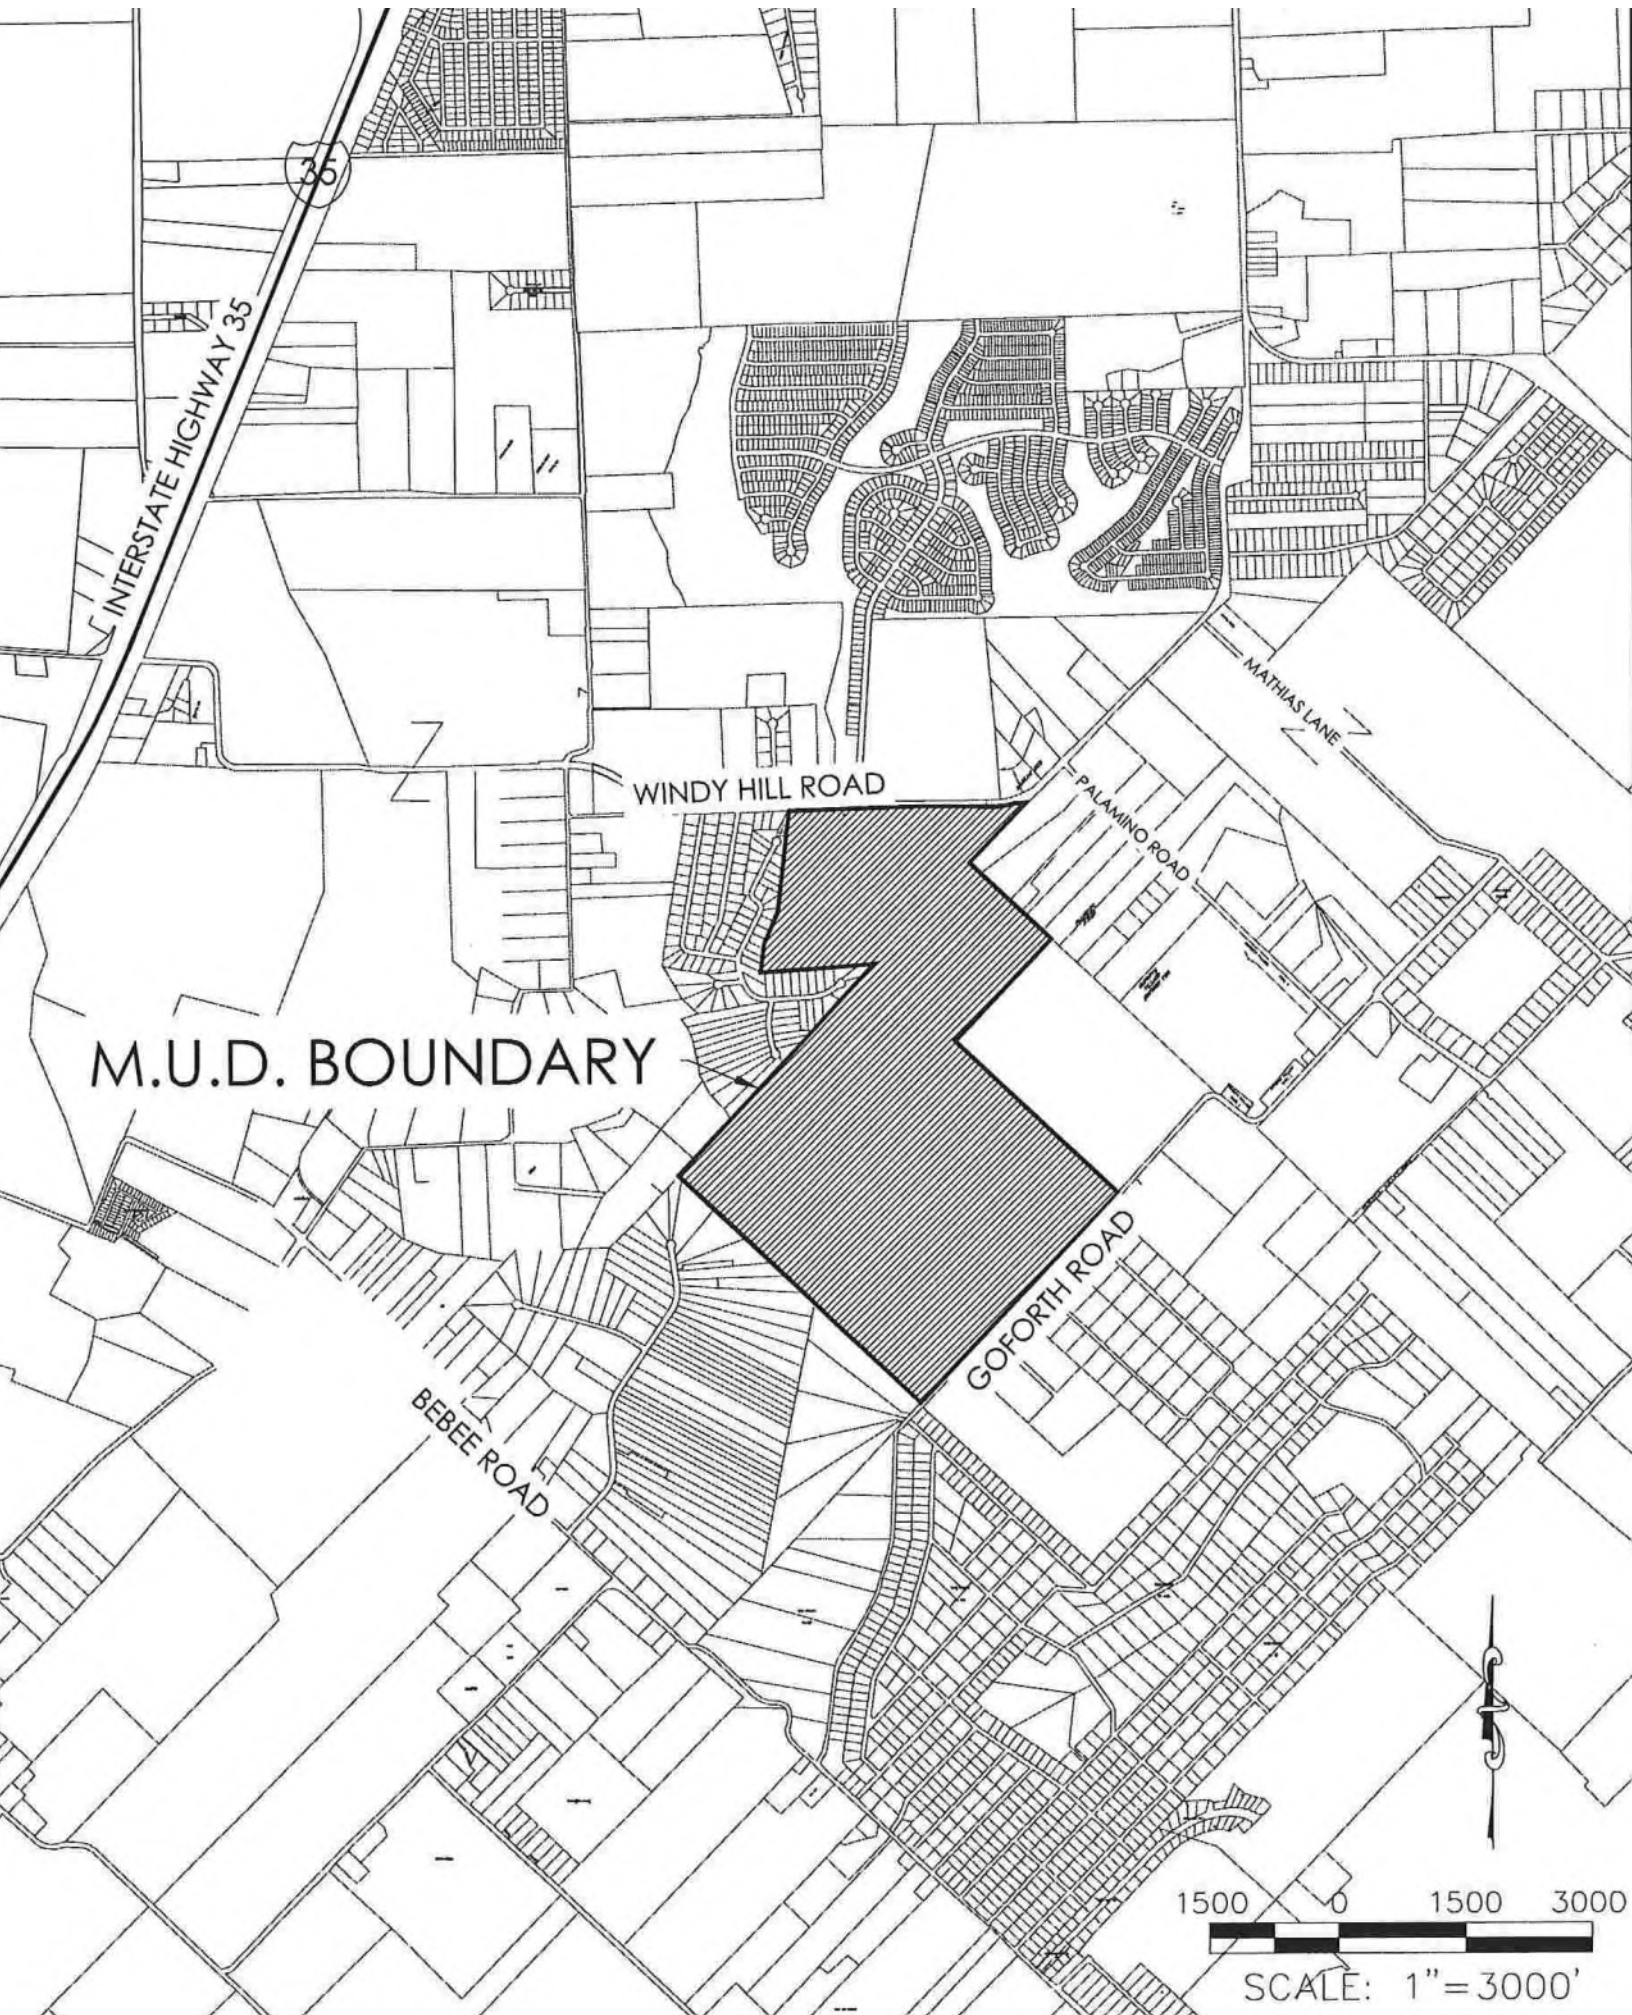 35
INTERSTATE HIGHWAY 35
MATHIAS LANE
WINDY HILL ROAD
PALAMINO ROAD
M.U.D. BOUNDARY
GOFORTH ROAD
BEBEE ROAD
1500 0 1500 3000
SCALE: 1"=3000'